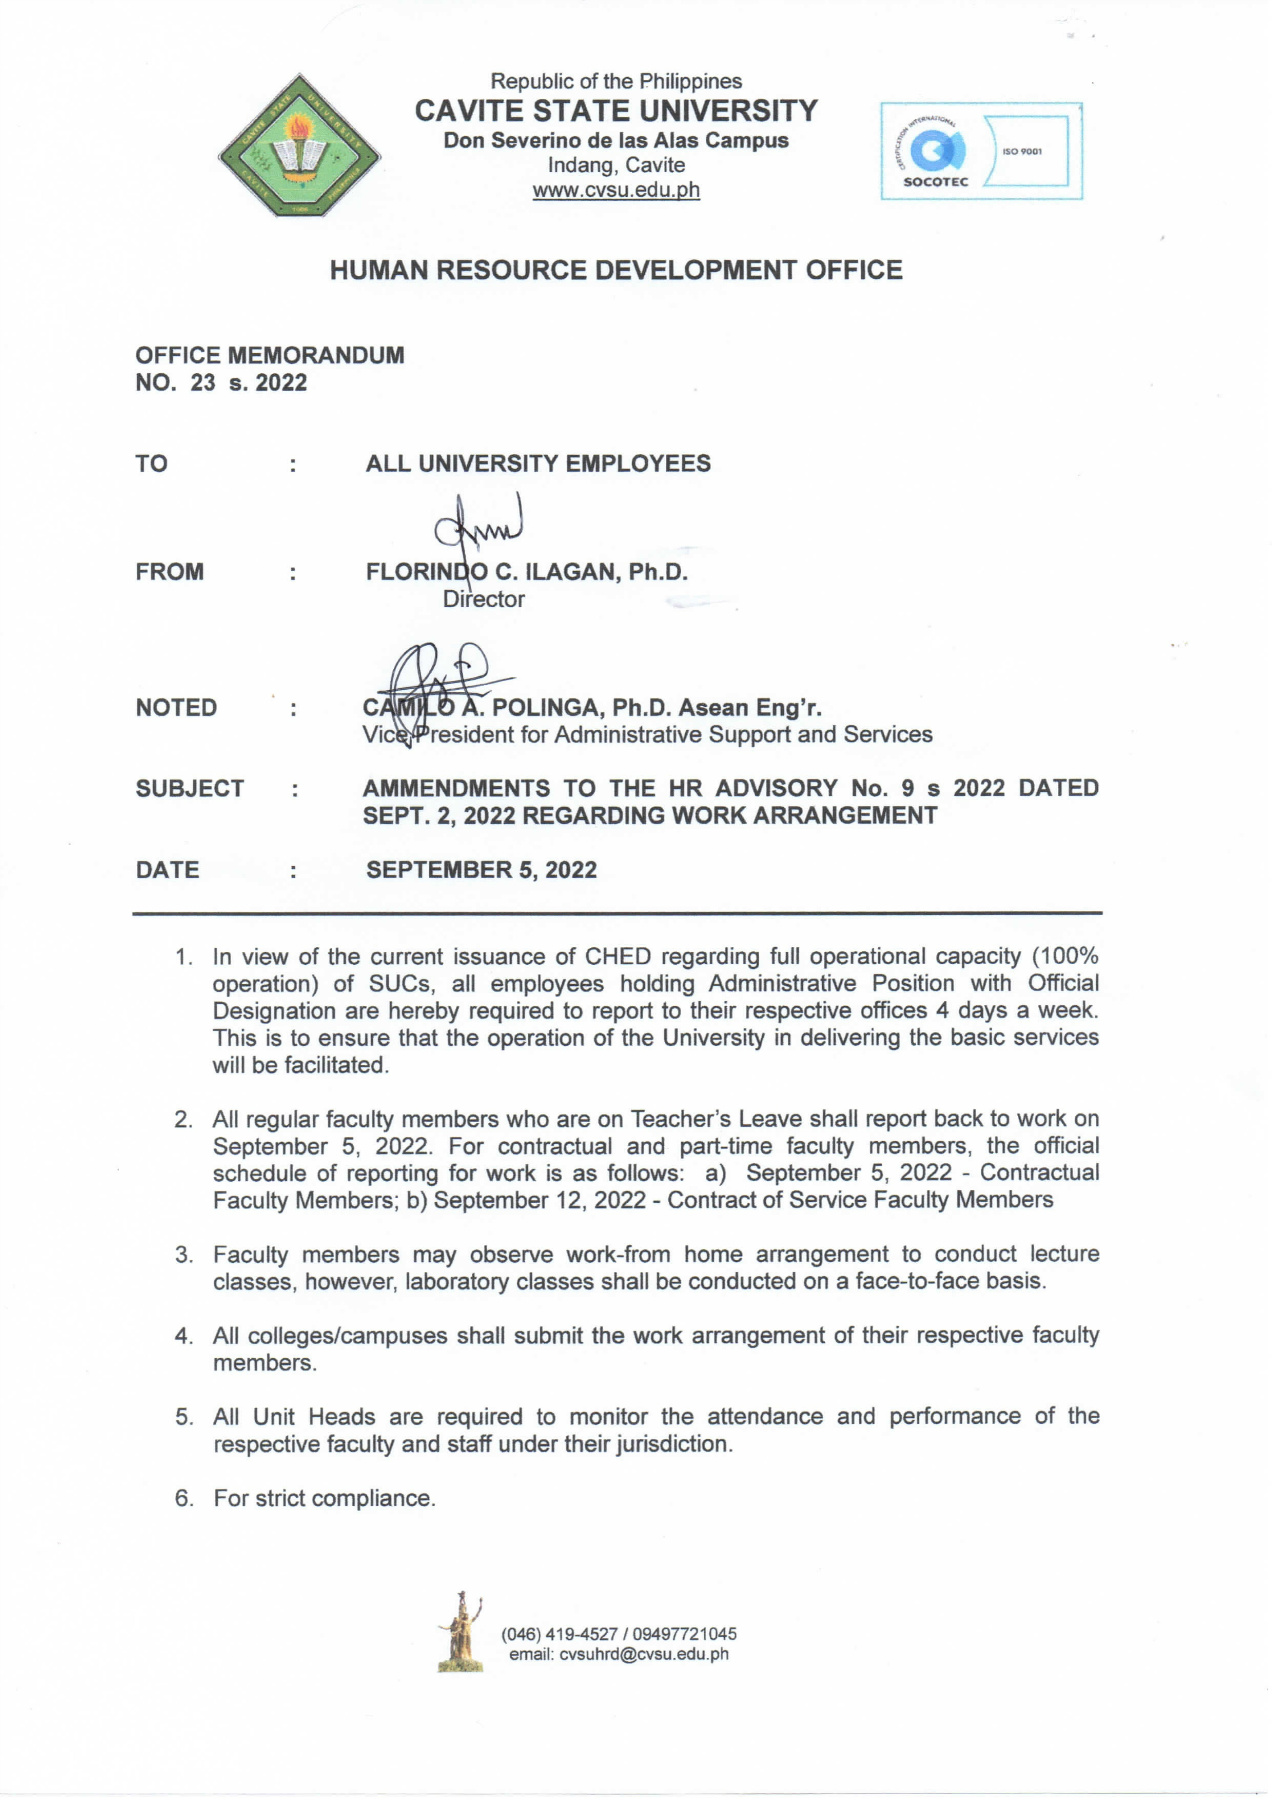 Republic of the Philippines
CAVITE STATE UNIVERSITY
Don Severino de las Alas Campus
Indang, Cavite
www.cvsu.edu.ph
CAVITE STATE UNIVERSITY
CAVITE
PHILIPPINES
CERTIFICATION INTERNATIONAL
SOCOTEC
ISO 9001
HUMAN RESOURCE DEVELOPMENT OFFICE
OFFICE MEMORANDUM
NO. 23 s. 2022
TO : ALL UNIVERSITY EMPLOYEES
FROM : FLORINDO C. ILAGAN, Ph.D.
Director
NOTED : CAMILO A. POLINGA, Ph.D. Asean Eng'r.
Vice President for Administrative Support and Services
SUBJECT : AMMENDMENTS TO THE HR ADVISORY No. 9 s 2022 DATED
SEPT. 2, 2022 REGARDING WORK ARRANGEMENT
DATE : SEPTEMBER 5, 2022
1. In view of the current issuance of CHED regarding full operational capacity (100%
operation) of SUCs, all employees holding Administrative Position with Official
Designation are hereby required to report to their respective offices 4 days a week.
This is to ensure that the operation of the University in delivering the basic services
will be facilitated.
2. All regular faculty members who are on Teacher's Leave shall report back to work on
September 5, 2022. For contractual and part-time faculty members, the official
schedule of reporting for work is as follows: a) September 5, 2022 - Contractual
Faculty Members; b) September 12, 2022 - Contract of Service Faculty Members
3. Faculty members may observe work-from home arrangement to conduct lecture
classes, however, laboratory classes shall be conducted on a face-to-face basis.
4. All colleges/campuses shall submit the work arrangement of their respective faculty
members.
5. All Unit Heads are required to monitor the attendance and performance of the
respective faculty and staff under their jurisdiction.
6. For strict compliance.
(046) 419-4527 / 09497721045
email: cvsuhrd@cvsu.edu.ph